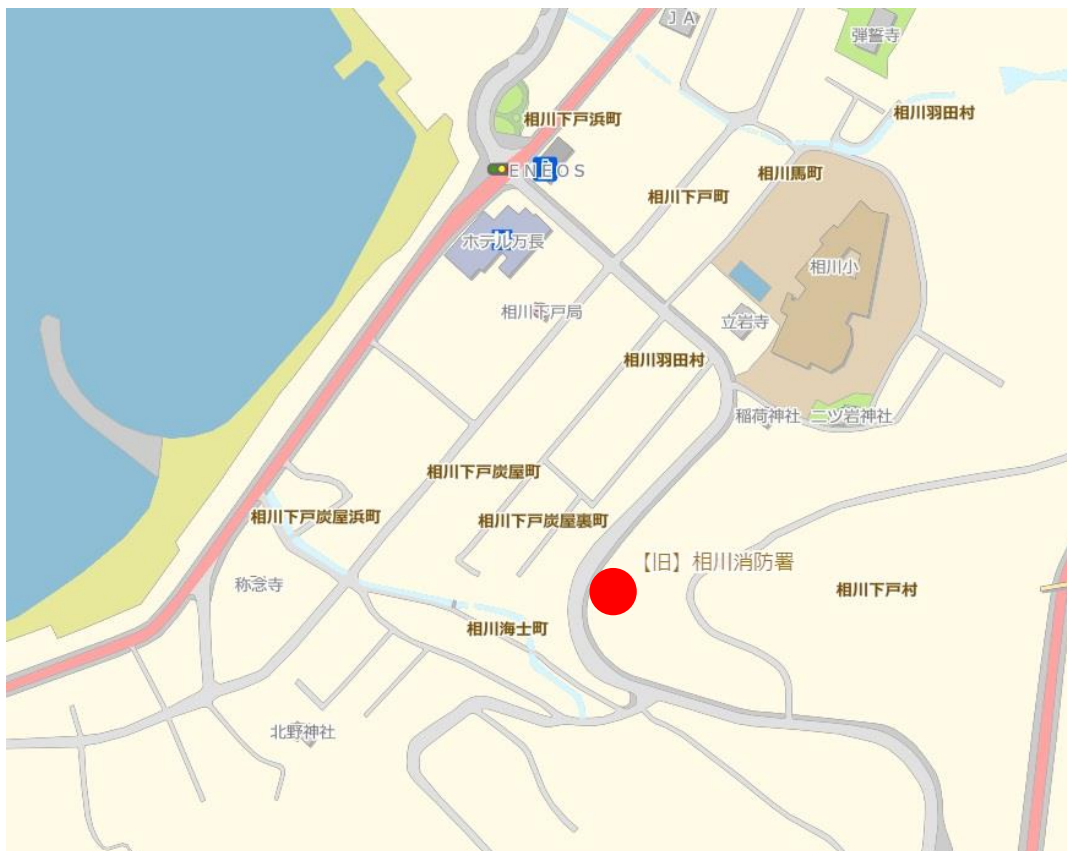 JA
弾誓寺
相川羽田村
相川下戸浜町
ENEOS
相川馬町
相川下戸町
ホテル万長
相川小
相川下戸局
立岩寺
相川羽田村
稲荷神社
二ツ岩神社
相川下戸炭屋町
相川下戸炭屋浜町
相川下戸炭屋裏町
【旧】相川消防署
称念寺
相川下戸村
相川海士町
北野神社